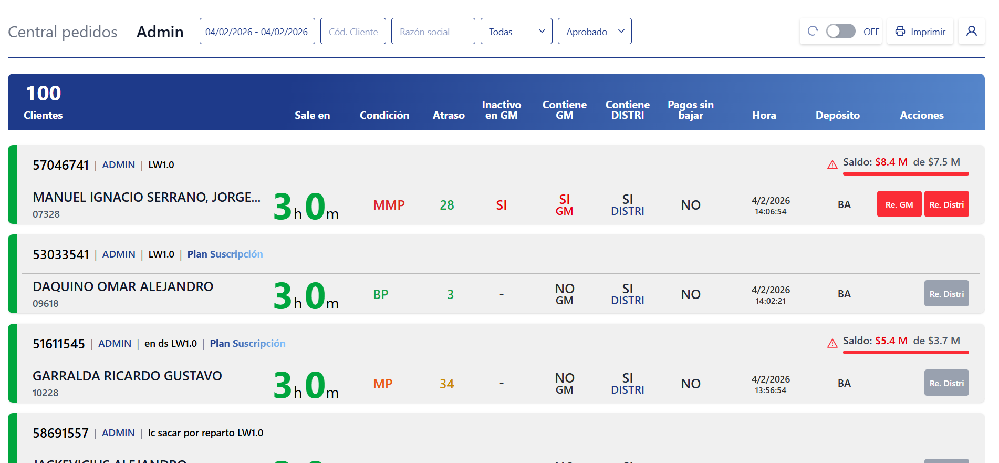 Central pedidos | Admin
04/02/2026 - 04/02/2026
Cód. Cliente
Razón social
Todas
Aprobado
OFF
Imprimir
100
Clientes
Sale en
Condición
Atraso
Inactivo en GM
Contiene GM
Contiene DISTRI
Pagos sin bajar
Hora
Depósito
Acciones
57046741 | ADMIN | LW1.0
Saldo: $8.4 M de $7.5 M
MANUEL IGNACIO SERRANO, JORGE...
07328
3h0m
MMP
28
SI
SI
GM
SI
DISTRI
NO
4/2/2026
14:06:54
BA
Re. GM
Re. Distri
53033541 | ADMIN | LW1.0 | Plan Suscripción
DAQUINO OMAR ALEJANDRO
09618
3h0m
BP
3
-
NO
GM
SI
DISTRI
NO
4/2/2026
14:02:21
BA
Re. Distri
51611545 | ADMIN | en ds LW1.0 | Plan Suscripción
Saldo: $5.4 M de $3.7 M
GARRALDA RICARDO GUSTAVO
10228
3h0m
MP
34
-
NO
GM
SI
DISTRI
NO
4/2/2026
13:56:54
BA
Re. Distri
58691557 | ADMIN | lc sacar por reparto LW1.0